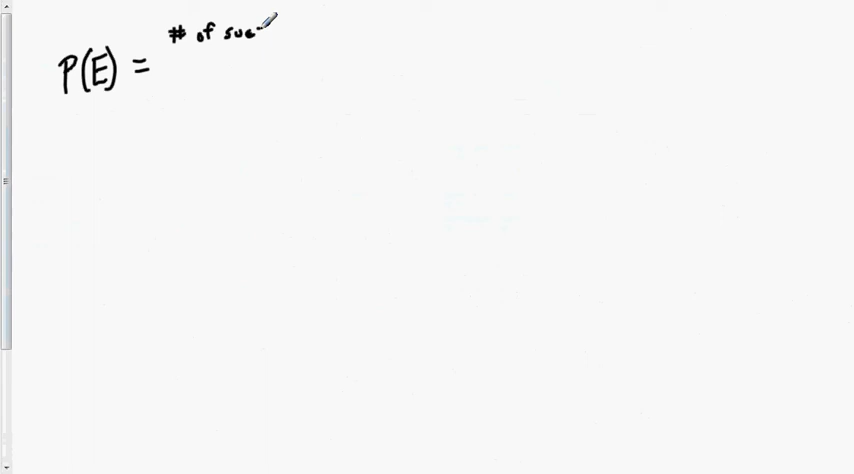 # of suc
P(E) =